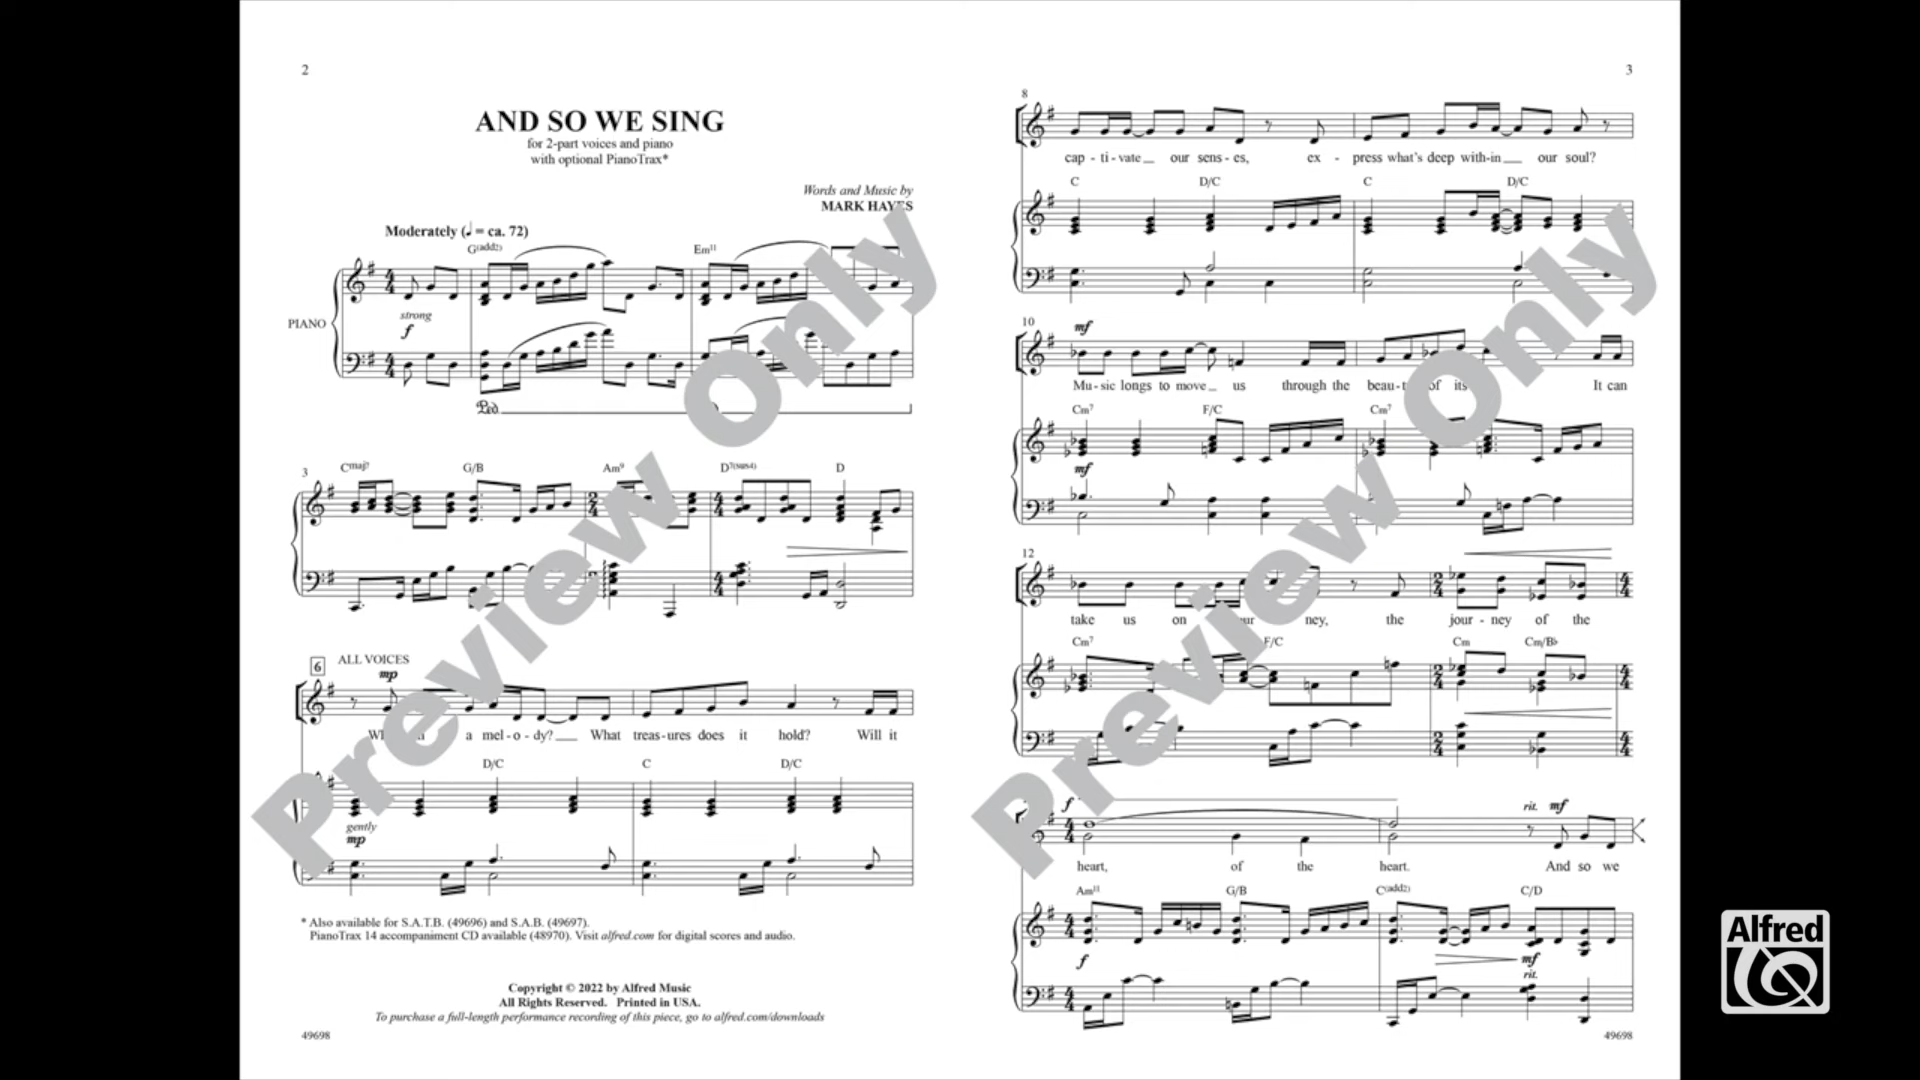 2
AND SO WE SING
for 2-part voices and piano
with optional PianoTrax*
Words and Music by
MARK HAYES
Moderately (♩ = ca. 72)
G(add2) Em11
PIANO
strong
f
Ped.
3
Cmaj7 G/B Am9 D7(sus4) D
6 ALL VOICES
mp
a mel-o-dy? What treas-ures does it hold? Will it
D/C C D/C
gently
mp
* Also available for S.A.T.B. (49696) and S.A.B. (49697).
PianoTrax 14 accompaniment CD available (48970). Visit alfred.com for digital scores and audio.
Copyright © 2022 by Alfred Music
All Rights Reserved. Printed in USA.
To purchase a full-length performance recording of this piece, go to alfred.com/downloads
49698
Preview Only
3
8
cap - ti - vate our sens - es, ex - press what's deep with-in our soul?
C D/C C D/C
10 mf
Mu - sic longs to move us through the beau- of its It can
Cm7 F/C Cm7
mf
12
take us on ney, the jour - ney of the
Cm7 F/C Cm Cm/B♭
f rit. mf
heart, of the heart. And so we
Am11 G/B C(add2) C/D
f mf
rit.
49698
Preview Only
Alfred